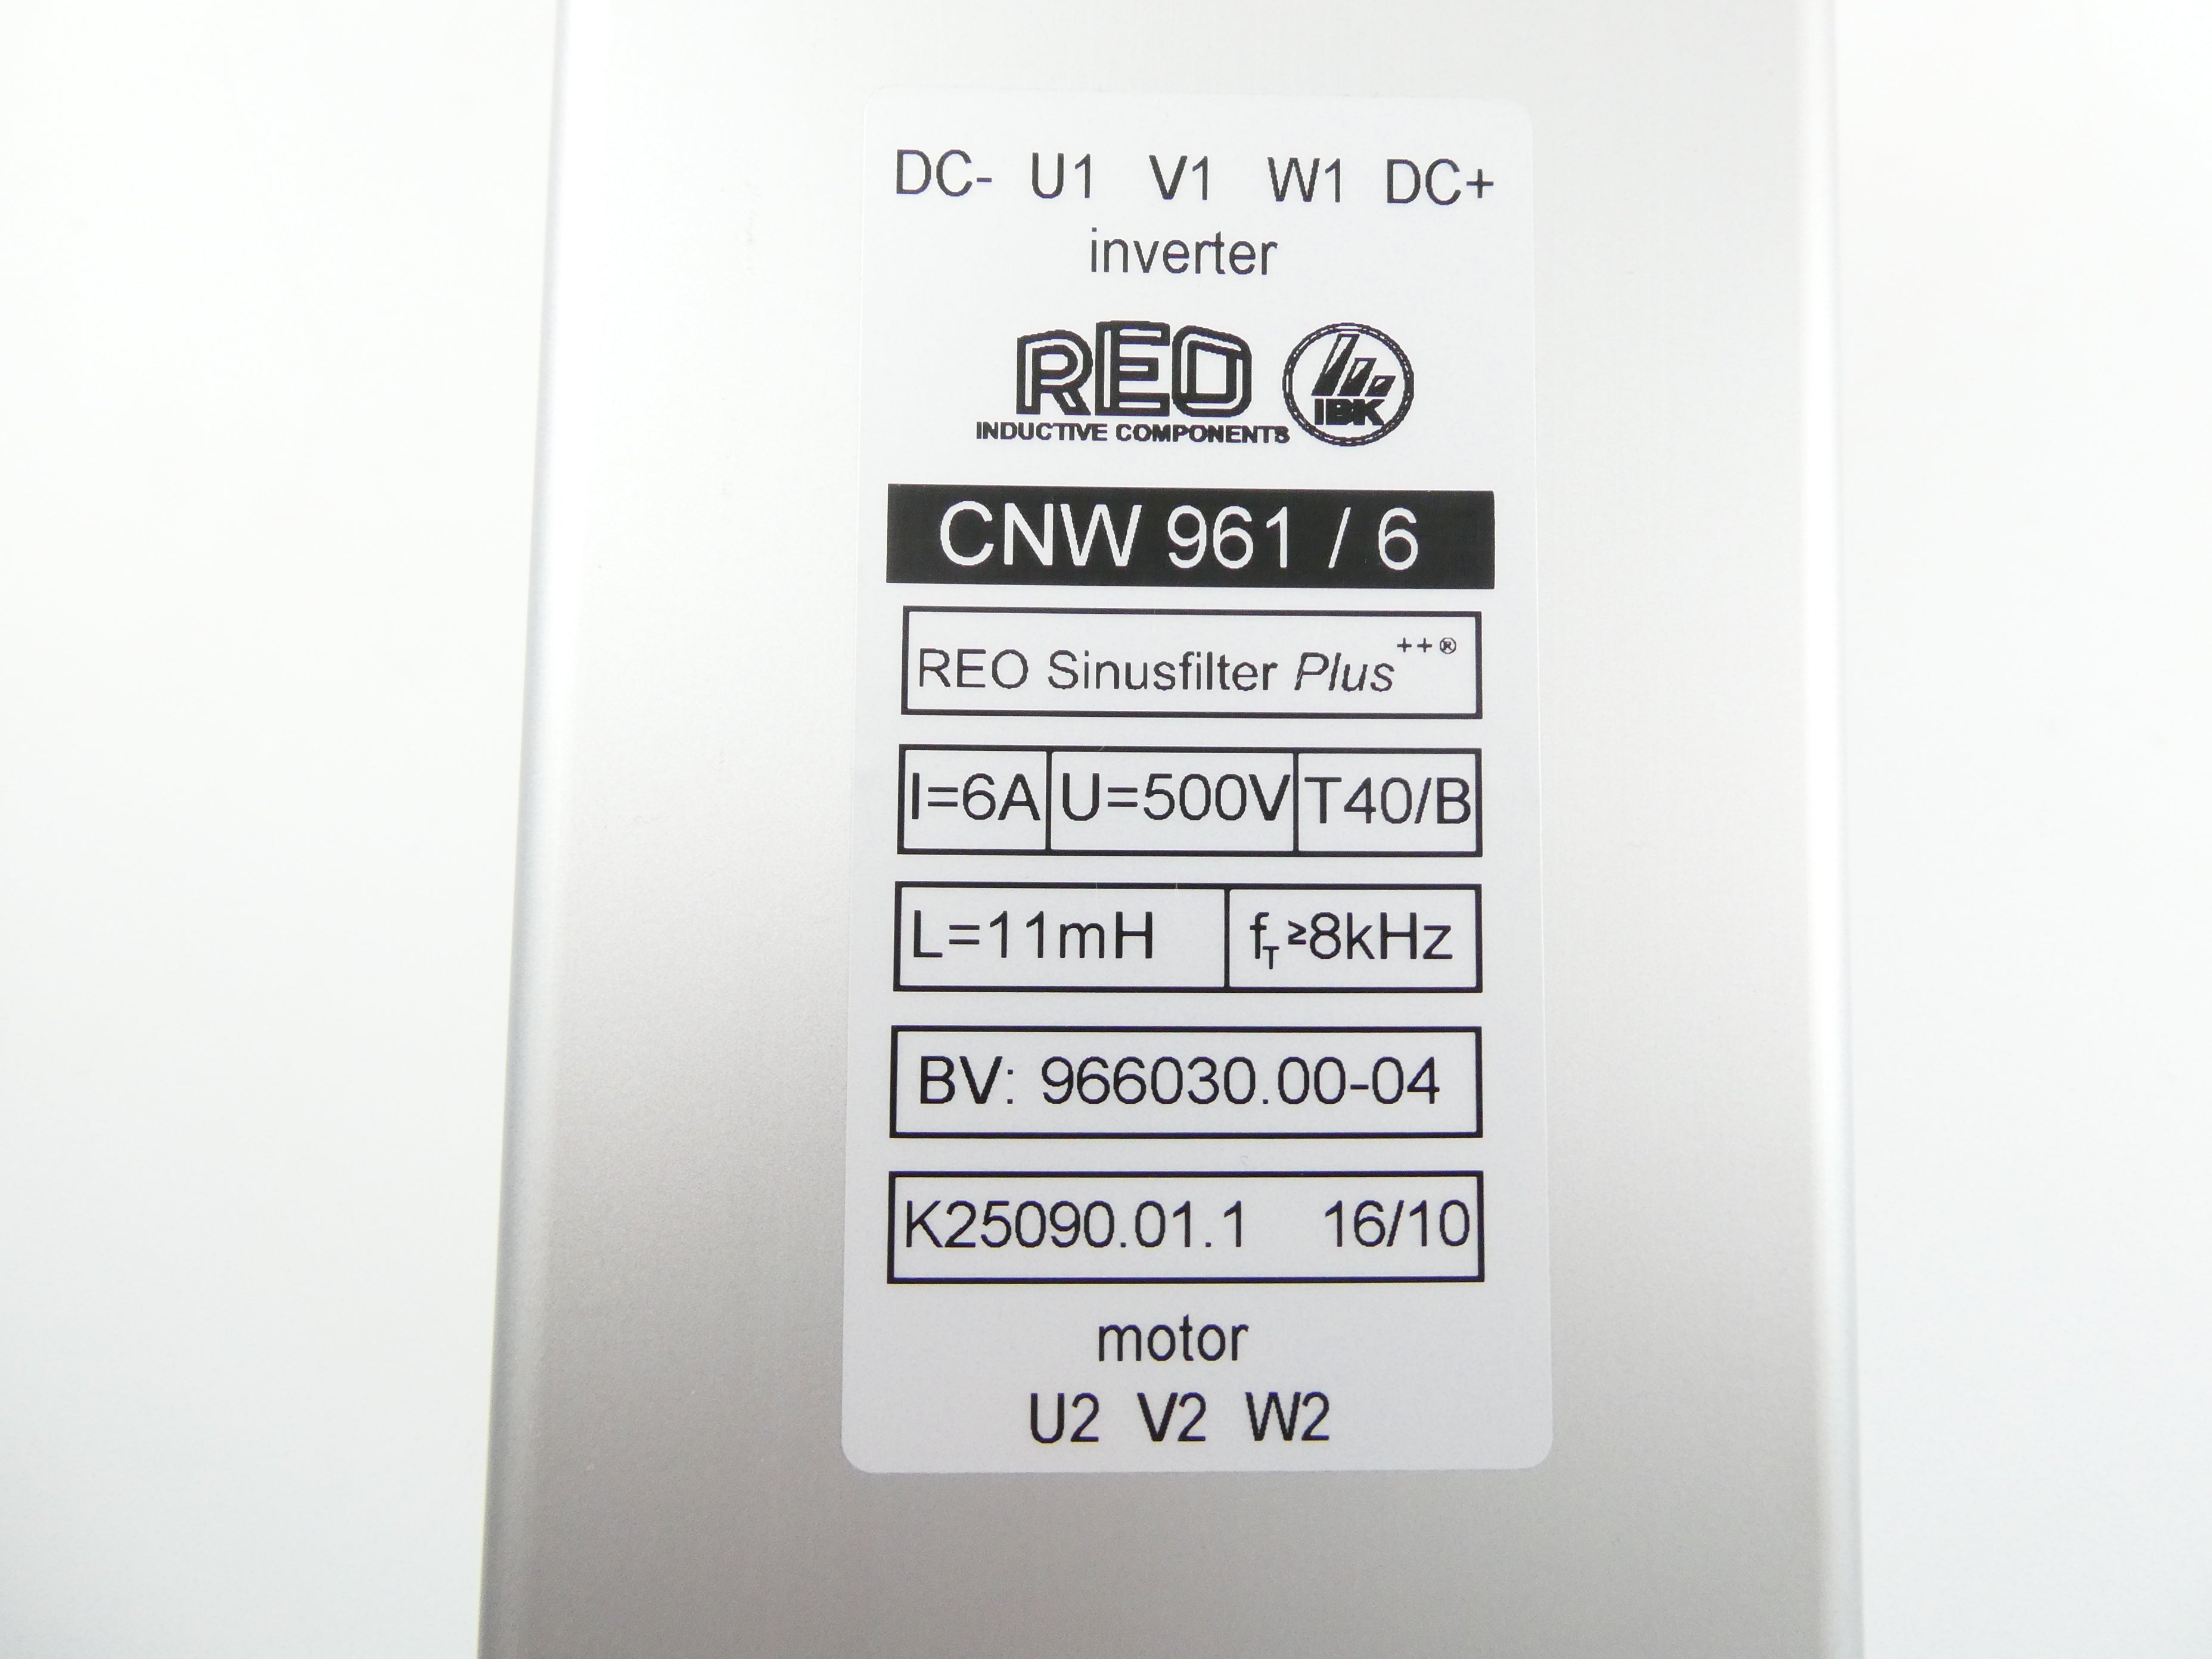 DC- U1 V1 W1 DC+
inverter
REO IBK
INDUCTIVE COMPONENTS
CNW 961 / 6
REO Sinusfilter Plus++®
I=6A U=500V T40/B
L=11mH fT ≥8kHz
BV: 966030.00-04
K25090.01.1 16/10
motor
U2 V2 W2